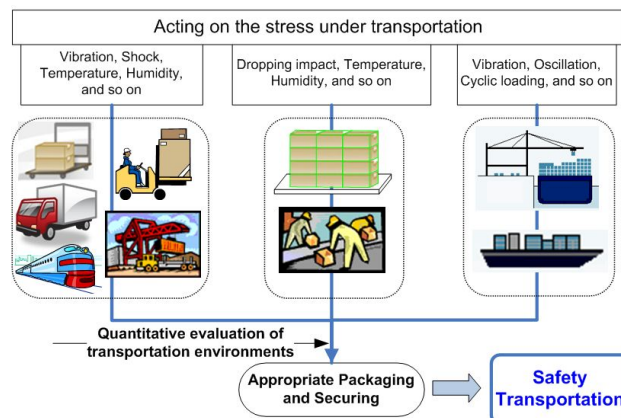 Acting on the stress under transportation
Vibration, Shock,
Temperature, Humidity,
and so on
Dropping impact, Temperature,
Humidity, and so on
Vibration, Oscillation,
Cyclic loading, and so on
Quantitative evaluation of
transportation environments
Appropriate Packaging
and Securing
Safety
Transportation